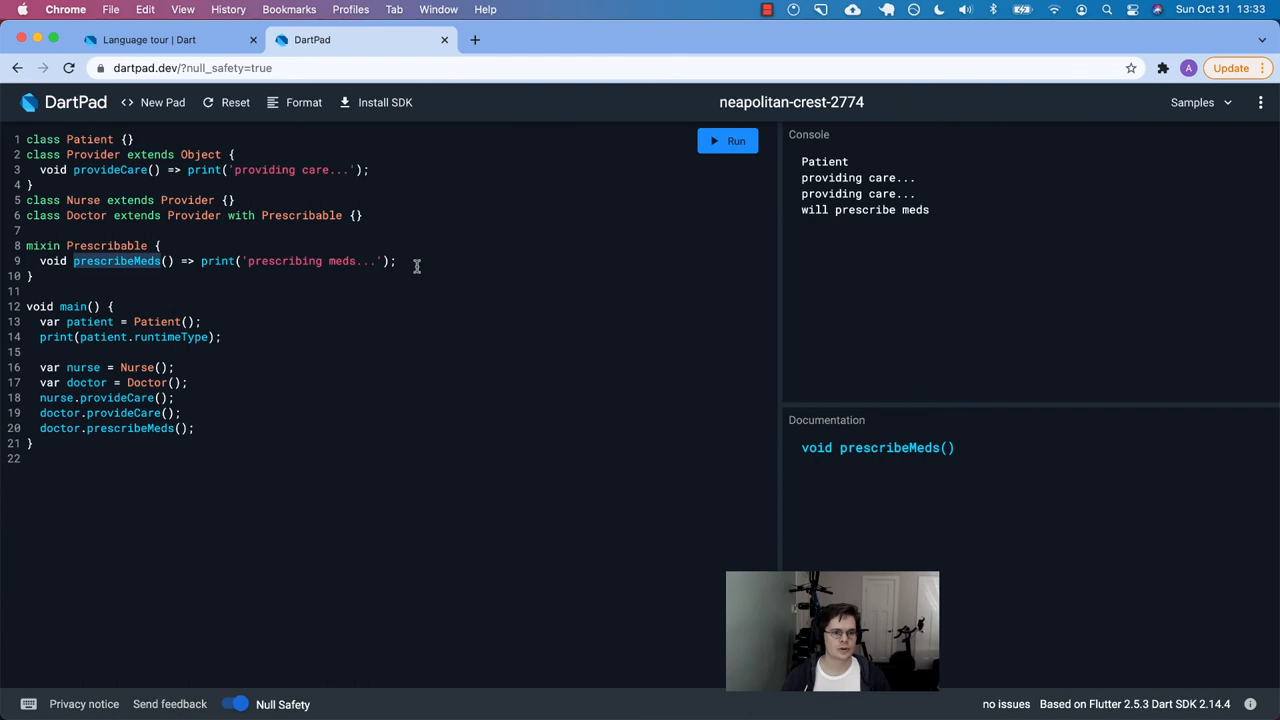 Chrome File Edit View History Bookmarks Profiles Tab Window Help Sun Oct 31 13:33
Language tour | Dart DartPad
dartpad.dev/?null_safety=true A Update
DartPad New Pad Reset Format Install SDK neapolitan-crest-2774 Samples
1 class Patient {}
2 class Provider extends Object {
3 void provideCare() => print('providing care...');
4 }
5 class Nurse extends Provider {}
6 class Doctor extends Provider with Prescribable {}
7
8 mixin Prescribable {
9 void prescribeMeds() => print('prescribing meds...');
10 }
11
12 void main() {
13 var patient = Patient();
14 print(patient.runtimeType);
15
16 var nurse = Nurse();
17 var doctor = Doctor();
18 nurse.provideCare();
19 doctor.provideCare();
20 doctor.prescribeMeds();
21 }
22
Run
Console
Patient
providing care...
providing care...
will prescribe meds
Documentation
void prescribeMeds()
Privacy notice Send feedback Null Safety no issues Based on Flutter 2.5.3 Dart SDK 2.14.4